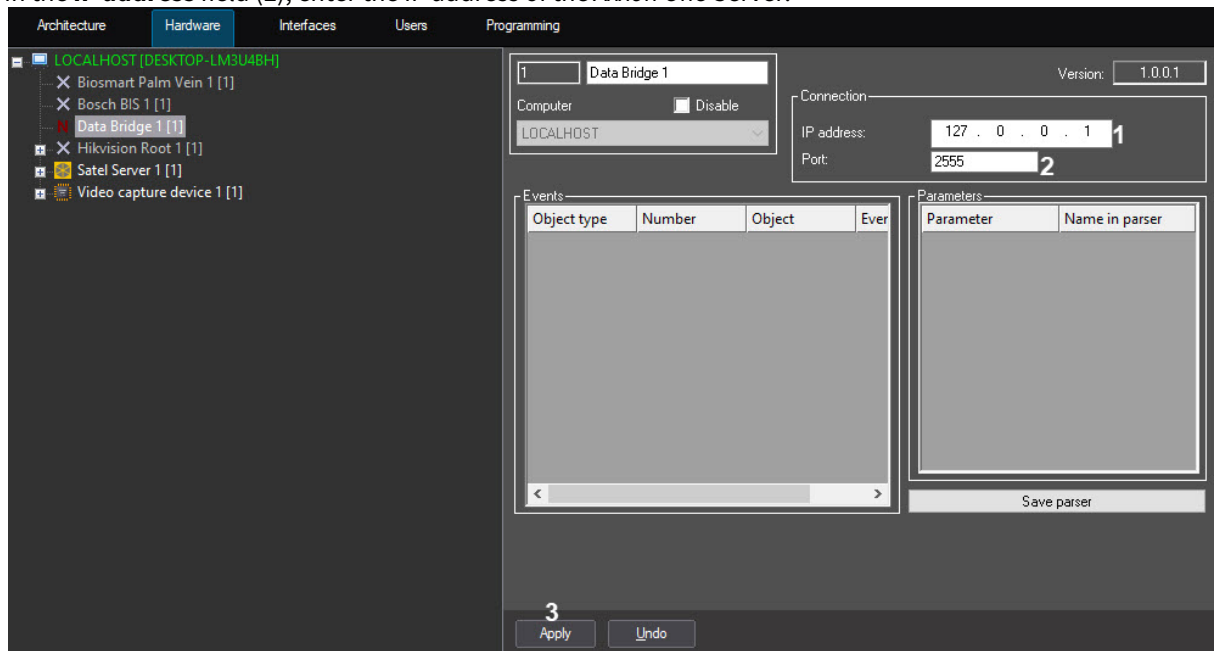 Architecture Hardware Interfaces Users Programming
LOCALHOST [DESKTOP-LM3U4BH]
Biosmart Palm Vein 1 [1]
Bosch BIS 1 [1]
N Data Bridge 1 [1]
Hikvision Root 1 [1]
Satel Server 1 [1]
Video capture device 1 [1]
1 Data Bridge 1
Computer Disable
LOCALHOST
Version: 1.0.0.1
Connection
IP address: 127 . 0 . 0 . 1 1
Port: 2555 2
Events
Object type Number Object Ever
Parameters
Parameter Name in parser
Save parser
3
Apply Undo